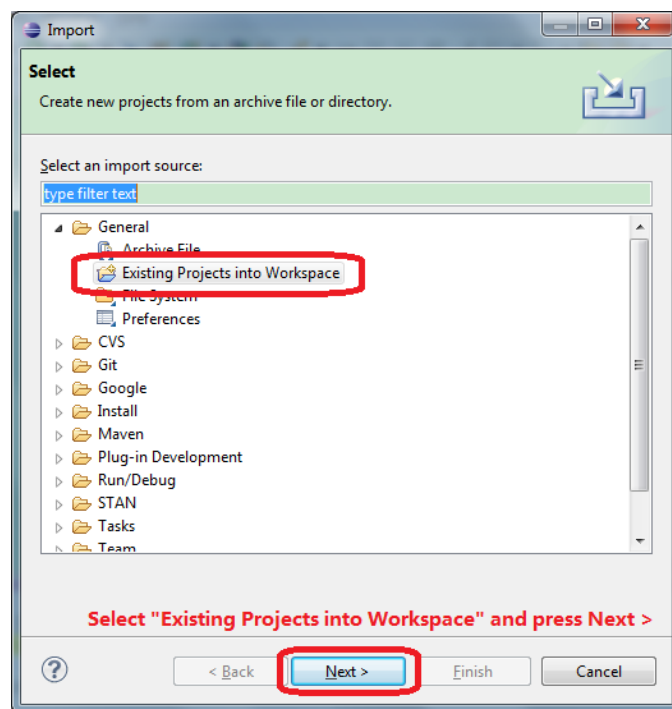 Import
Select
Create new projects from an archive file or directory.
Select an import source:
type filter text
General
Archive File
Existing Projects into Workspace
File System
Preferences
CVS
Git
Google
Install
Maven
Plug-in Development
Run/Debug
STAN
Tasks
Team
Select "Existing Projects into Workspace" and press Next >
? < Back Next > Finish Cancel